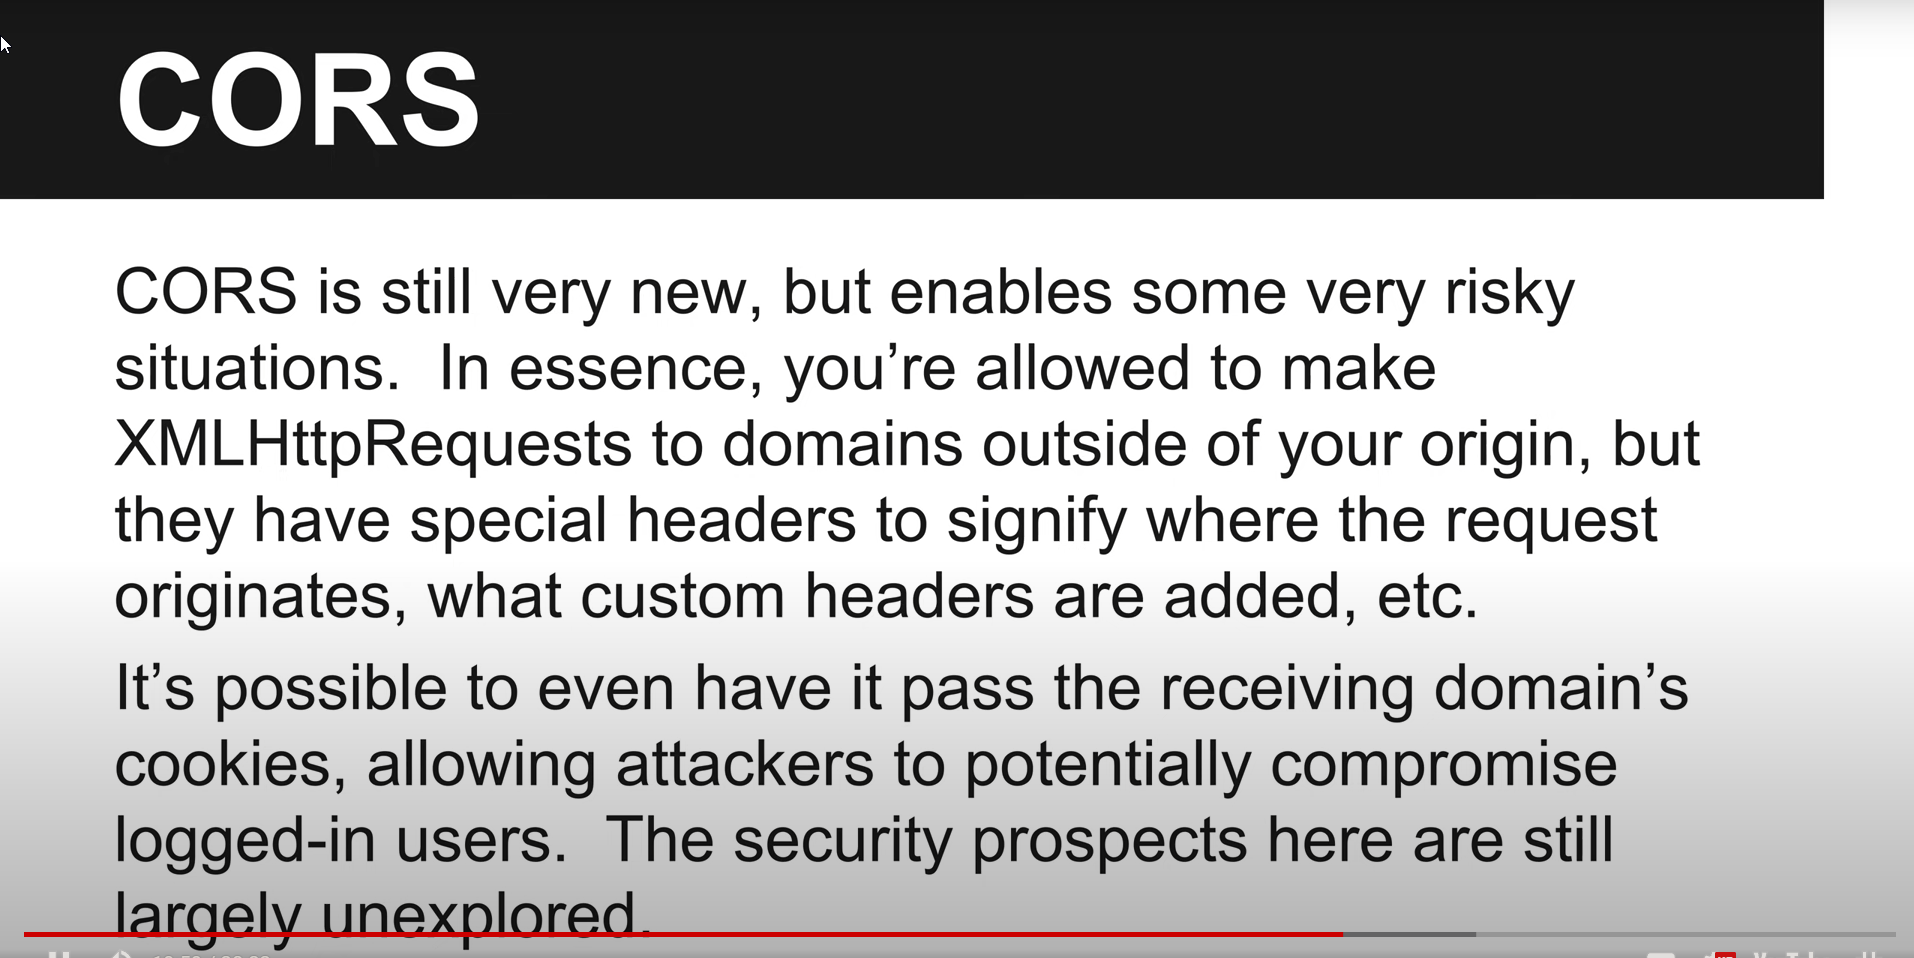 CORS
CORS is still very new, but enables some very risky
situations.  In essence, you’re allowed to make
XMLHttpRequests to domains outside of your origin, but
they have special headers to signify where the request
originates, what custom headers are added, etc.
It’s possible to even have it pass the receiving domain’s
cookies, allowing attackers to potentially compromise
logged-in users.  The security prospects here are still
largely unexplored.